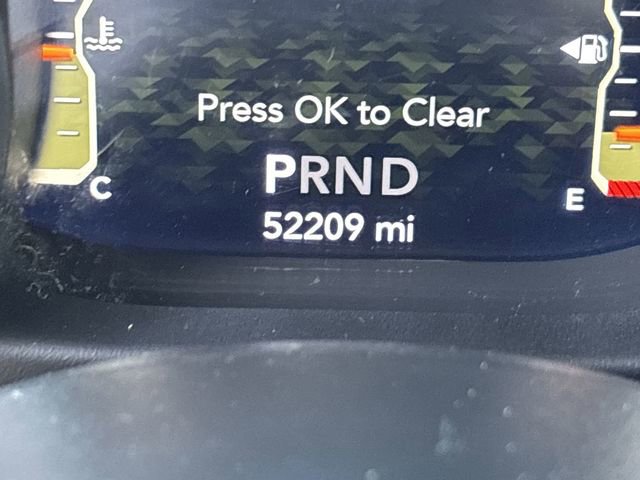 Press OK to Clear
PRND
C
E
52209 mi